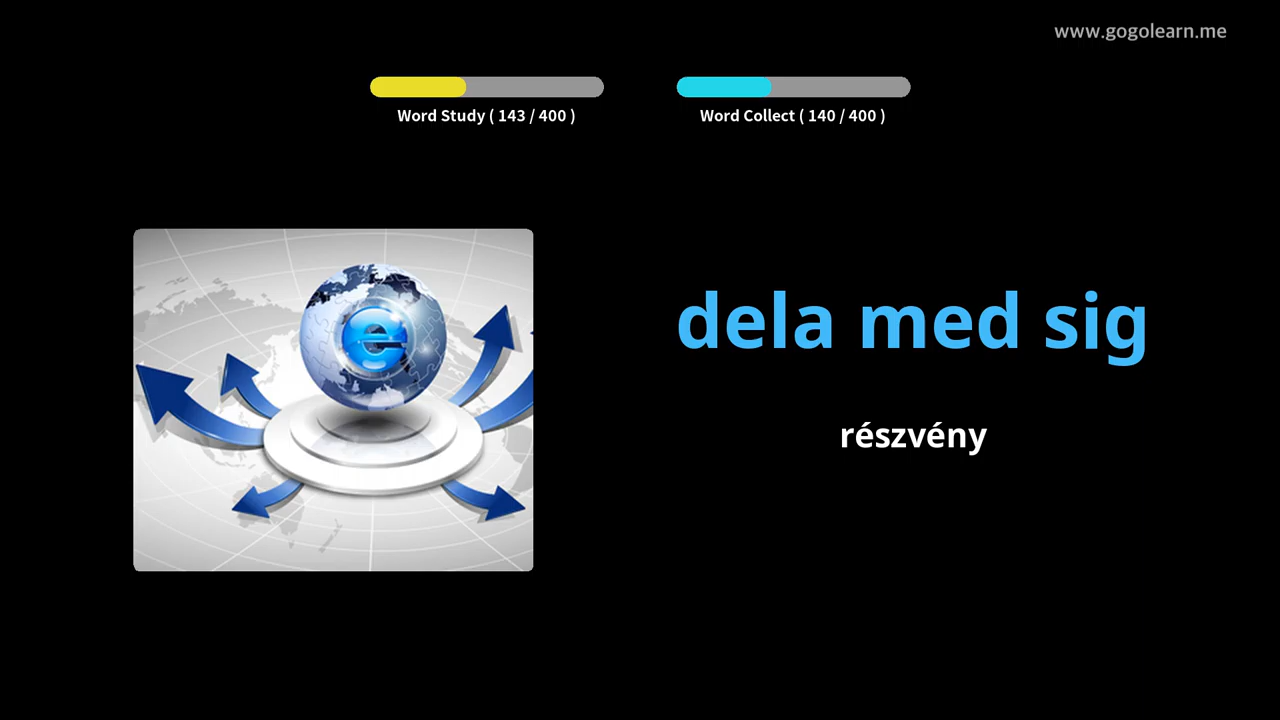 www.gogolearn.me
Word Study ( 143 / 400 )
Word Collect ( 140 / 400 )
e
dela med sig
részvény